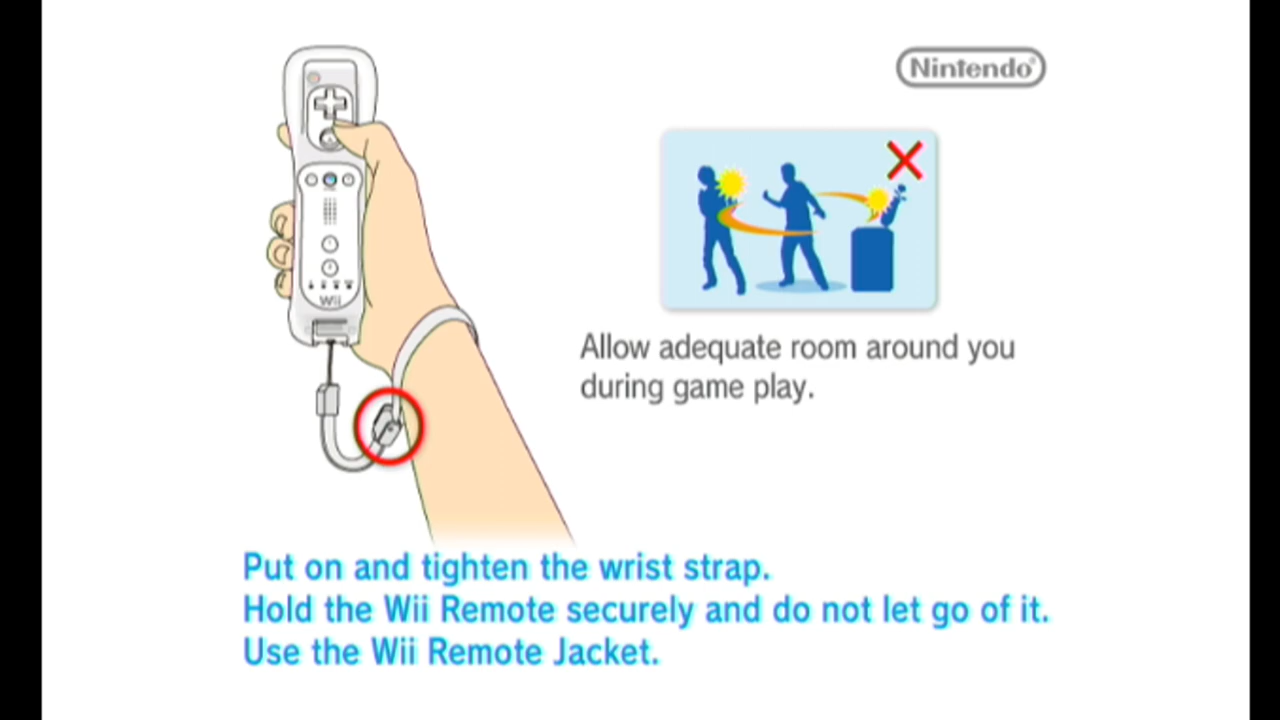 Nintendo®
Wii
Allow adequate room around you
during game play.
Put on and tighten the wrist strap.
Hold the Wii Remote securely and do not let go of it.
Use the Wii Remote Jacket.